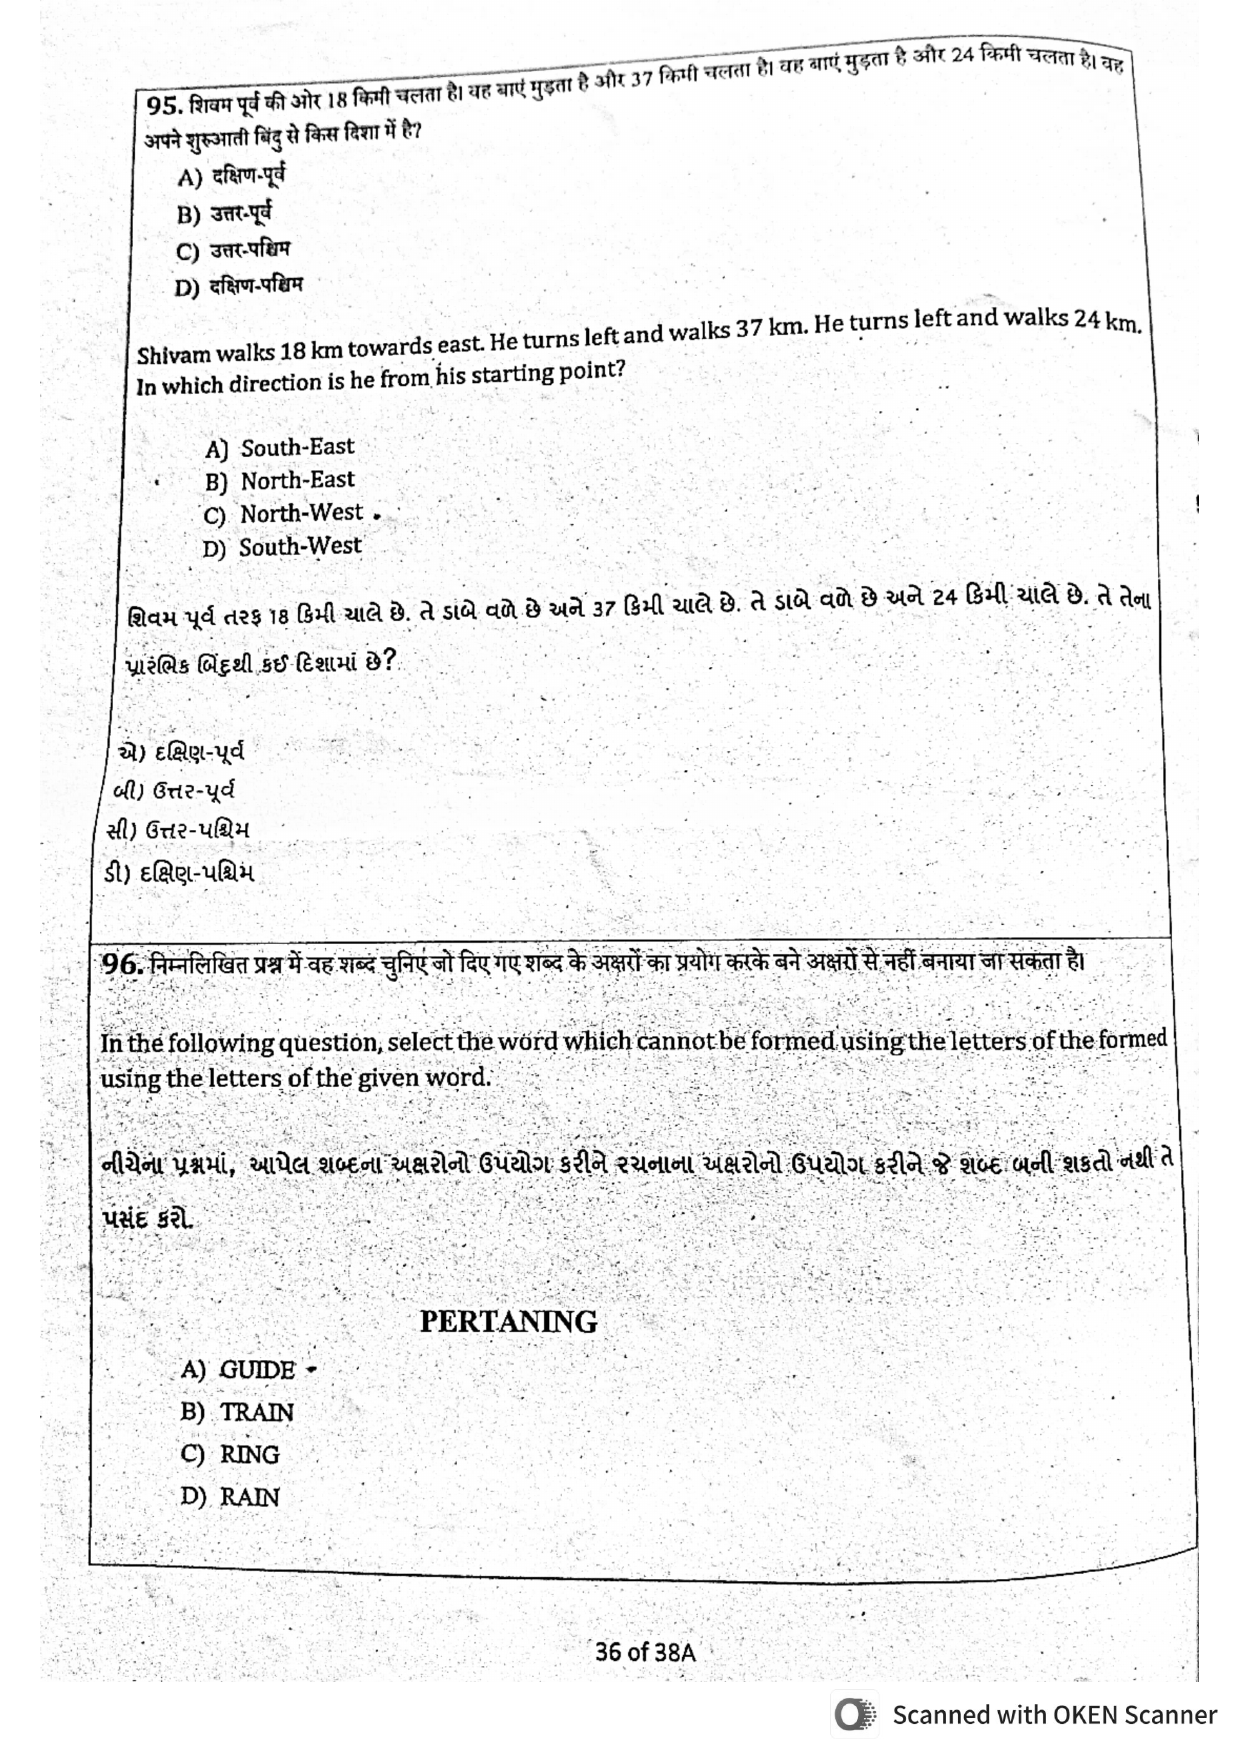 95. शिवम पूर्व की ओर 18 किमी चलता है। यह बाएं मुड़ता है और 37 किमी चलता है। वह बाएं मुड़ता है और 24 किमी चलता है। वह
अपने शुरुआती बिंदु से किस दिशा में है?
A) दक्षिण-पूर्व
B) उत्तर-पूर्व
C) उत्तर-पश्चिम
D) दक्षिण-पश्चिम
Shivam walks 18 km towards east. He turns left and walks 37 km. He turns left and walks 24 km.
In which direction is he from his starting point?
A) South-East
B) North-East
C) North-West
D) South-West
શિવમ પૂર્વ તરફ 18 કિમી ચાલે છે. તે ડાબે વળે છે અને 37 કિમી ચાલે છે. તે ડાબે વળે છે અને 24 કિમી ચાલે છે. તે તેના
પ્રારંભિક બિંદુથી કઈ દિશામાં છે?
એ) દક્ષિણ-પૂર્વ
બી) ઉત્તર-પૂર્વ
સી) ઉત્તર-પશ્ચિમ
ડી) દક્ષિણ-પશ્ચિમ
96. निम्नलिखित प्रश्न में वह शब्द चुनिएं जो दिए गए शब्द के अक्षरों का प्रयोग करके बने अक्षरों से नहीं बनाया जा सकता है।
In the following question, select the word which cannot be formed using the letters of the formed
using the letters of the given word.
નીચેના પ્રશ્નમાં, આપેલ શબ્દના અક્ષરોનો ઉપયોગ કરીને રચનાના અક્ષરોનો ઉપયોગ કરીને જે શબ્દ બની શકતો નથી તે
પસંદ કરો.
PERTANING
A) GUIDE
B) TRAIN
C) RING
D) RAIN
36 of 38A
Scanned with OKEN Scanner